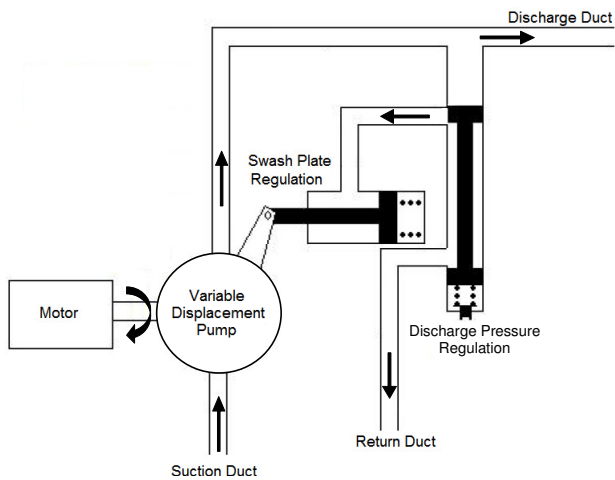 Discharge Duct
Swash Plate
Regulation
Variable
Displacement
Pump
Motor
Discharge Pressure
Regulation
Return Duct
Suction Duct